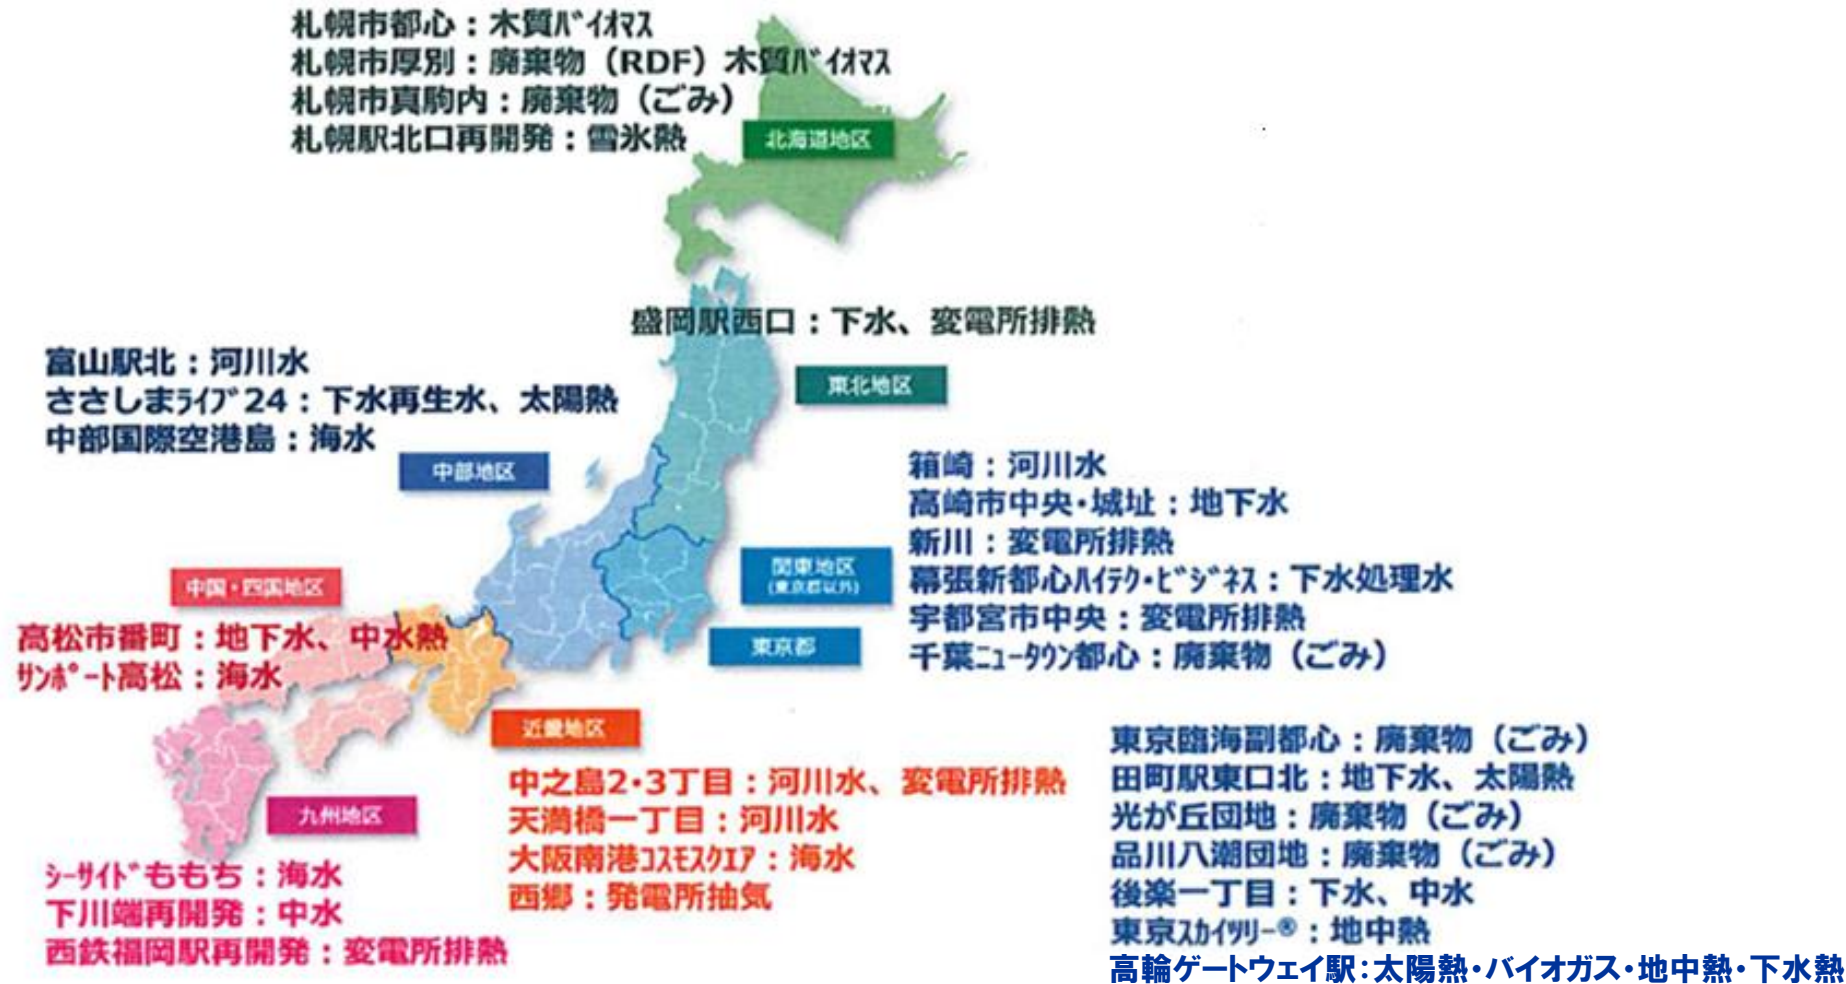 札幌市都心：木質ﾊﾞｲｵﾏｽ
札幌市厚別：廃棄物（RDF）木質ﾊﾞｲｵﾏｽ
札幌市真駒内：廃棄物（ごみ）
札幌駅北口再開発：雪氷熱
北海道地区
盛岡駅西口：下水、変電所排熱
東北地区
富山駅北：河川水
ささしまﾗｲﾌﾞ24：下水再生水、太陽熱
中部国際空港島：海水
中部地区
箱崎：河川水
高崎市中央･城址：地下水
新川：変電所排熱
幕張新都心ﾊｲﾃｸ･ﾋﾞｼﾞﾈｽ：下水処理水
宇都宮市中央：変電所排熱
千葉ﾆｭｰﾀｳﾝ都心：廃棄物（ごみ）
関東地区
(東京都以外)
東京都
中国・四国地区
高松市番町：地下水、中水熱
ｻﾝﾎﾟｰﾄ高松：海水
近畿地区
中之島2･3丁目：河川水、変電所排熱
天満橋一丁目：河川水
大阪南港ｺｽﾓｽｸｴｱ：海水
西郷：発電所抽気
九州地区
ｼｰｻｲﾄﾞももち：海水
下川端再開発：中水
西鉄福岡駅再開発：変電所排熱
東京臨海副都心：廃棄物（ごみ）
田町駅東口北：地下水、太陽熱
光が丘団地：廃棄物（ごみ）
品川八潮団地：廃棄物（ごみ）
後楽一丁目：下水、中水
東京ｽｶｲﾂﾘｰ®：地中熱
高輪ゲートウェイ駅：太陽熱・バイオガス・地中熱・下水熱